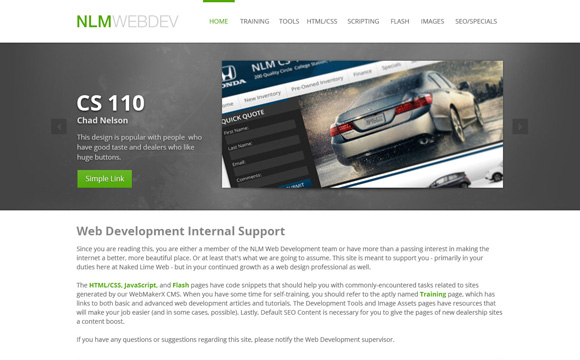 NLMWEBDEV
HOME TRAINING TOOLS HTML/CSS SCRIPTING FLASH IMAGES SEO/SPECIALS
CS 110
Chad Nelson
This design is popular with people who
have good taste and dealers who like
huge buttons.
Simple Link
HONDA
NLM CS
200 Quality Circle College Station
Home New Inventory Pre Owned Inventory Finance Specials
QUICK QUOTE
First Name:
Last Name:
Email:
Comments:
Web Development Internal Support
Since you are reading this, you are either a member of the NLM Web Development team or have more than a passing interest in making the
internet a better, more beautiful place. Or at least that's what we are going to assume. This site is meant to support you - primarily in your
duties here at Naked Lime Web - but in your continued growth as a web design professional as well.
The HTML/CSS, JavaScript, and Flash pages have code snippets that should help you with commonly-encountered tasks related to sites
generated by our WebMakerX CMS. When you have some time for self-training, you should refer to the aptly named Training page, which has
links to both basic and advanced web development articles and tutorials. The Development Tools and Image Assets pages have resources that
will make your job easier (and in some cases, possible). Lastly, Default SEO Content is necessary for you to give the pages of new dealership sites
a content boost.
If you have any questions or suggestions regarding this site, please notify the Web Development supervisor.